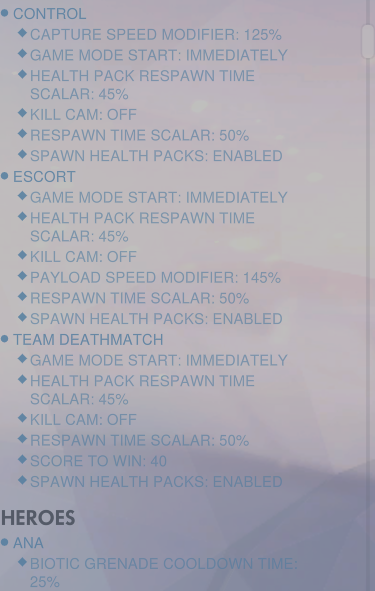 CONTROL
CAPTURE SPEED MODIFIER: 125%
GAME MODE START: IMMEDIATELY
HEALTH PACK RESPAWN TIME
SCALAR: 45%
KILL CAM: OFF
RESPAWN TIME SCALAR: 50%
SPAWN HEALTH PACKS: ENABLED
ESCORT
GAME MODE START: IMMEDIATELY
HEALTH PACK RESPAWN TIME
SCALAR: 45%
KILL CAM: OFF
PAYLOAD SPEED MODIFIER: 145%
RESPAWN TIME SCALAR: 50%
SPAWN HEALTH PACKS: ENABLED
TEAM DEATHMATCH
GAME MODE START: IMMEDIATELY
HEALTH PACK RESPAWN TIME
SCALAR: 45%
KILL CAM: OFF
RESPAWN TIME SCALAR: 50%
SCORE TO WIN: 40
SPAWN HEALTH PACKS: ENABLED
HEROES
ANA
BIOTIC GRENADE COOLDOWN TIME:
25%